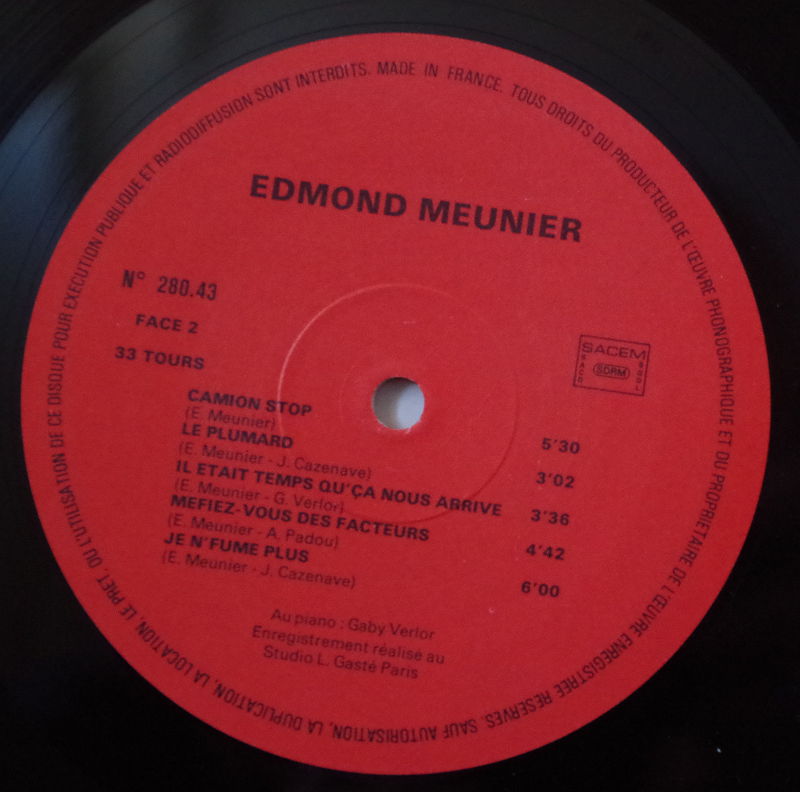 EDMOND MEUNIER
N° 280.43
FACE 2
33 TOURS
SACEM
SACD
SDRM
SGDL
CAMION STOP 5'30
(E. Meunier)
LE PLUMARD 3'02
(E. Meunier - J. Cazenave)
IL ETAIT TEMPS QU'ÇA NOUS ARRIVE 3'36
(E. Meunier - G. Verlor)
MEFIEZ-VOUS DES FACTEURS 4'42
(E. Meunier - A. Padou)
JE N'FUME PLUS 6'00
(E. Meunier - J. Cazenave)
Au piano : Gaby Verlor
Enregistrement réalisé au
Studio L. Gasté Paris
MADE IN FRANCE. TOUS DROITS DU PRODUCTEUR DE L'ŒUVRE PHONOGRAPHIQUE ET DU PROPRIETAIRE DE L'ŒUVRE ENREGISTREE RESERVES. SAUF AUTORISATION, LA DUPLICATION, LA LOCATION, LE PRET, OU L'UTILISATION DE CE DISQUE POUR EXECUTION PUBLIQUE ET RADIODIFFUSION SONT INTERDITS.